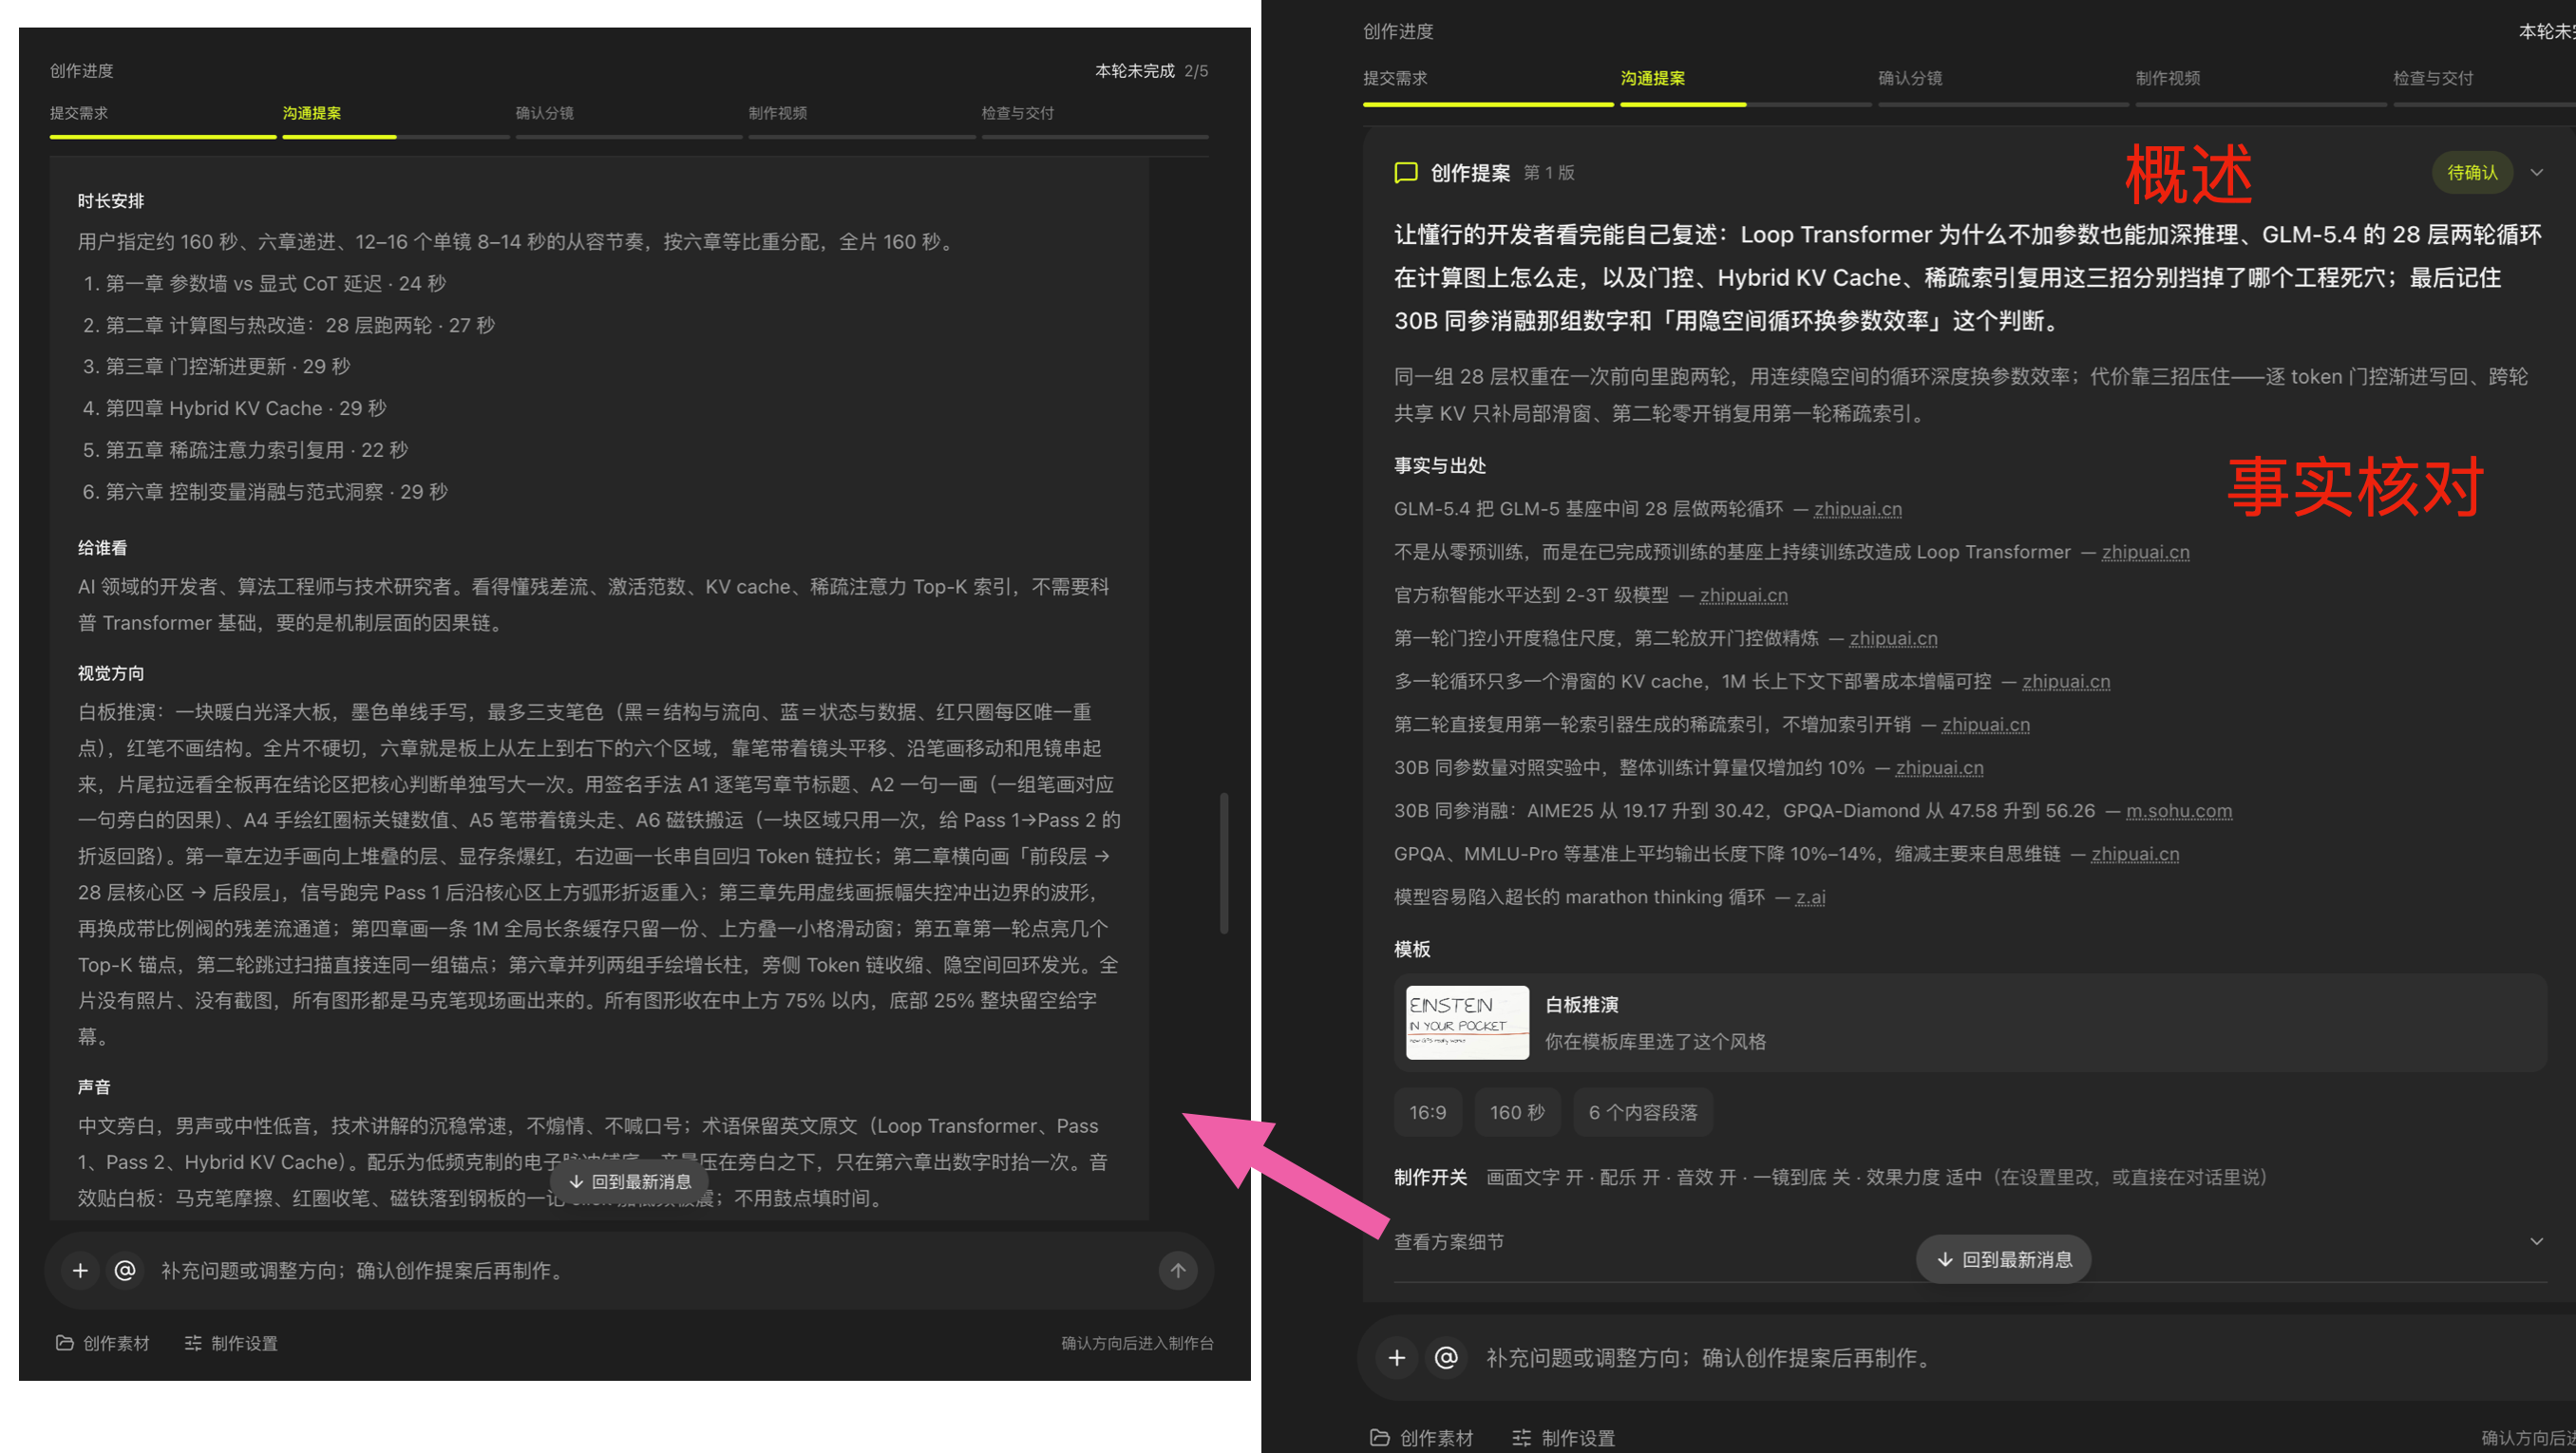 创作进度
本轮未完成 2/5
提交需求
沟通提案
确认分镜
制作视频
检查与交付
时长安排
用户指定约 160 秒、六章递进、12–16 个单镜 8–14 秒的从容节奏，按六章等比重分配，全片 160 秒。
1. 第一章 参数墙 vs 显式 CoT 延迟 · 24 秒
2. 第二章 计算图与热改造：28 层跑两轮 · 27 秒
3. 第三章 门控渐进更新 · 29 秒
4. 第四章 Hybrid KV Cache · 29 秒
5. 第五章 稀疏注意力索引复用 · 22 秒
6. 第六章 控制变量消融与范式洞察 · 29 秒
给谁看
AI 领域的开发者、算法工程师与技术研究者。看得懂残差流、激活范数、KV cache、稀疏注意力 Top-K 索引，不需要科
普 Transformer 基础，要的是机制层面的因果链。
视觉方向
白板推演：一块暖白光泽大板，墨色单线手写，最多三支笔色（黑＝结构与流向、蓝＝状态与数据、红只圈每区唯一重
点），红笔不画结构。全片不硬切，六章就是板上从左上到右下的六个区域，靠笔带着镜头平移、沿笔画移动和甩镜串起
来，片尾拉远看全板再在结论区把核心判断单独写大一次。用签名手法 A1 逐笔写章节标题、A2 一句一画（一组笔画对应
一句旁白的因果）、A4 手绘红圈标关键数值、A5 笔带着镜头走、A6 磁铁搬运（一块区域只用一次，给 Pass 1→Pass 2 的
折返回路）。第一章左边手画向上堆叠的层、显存条爆红，右边画一长串自回归 Token 链拉长；第二章横向画「前段层 →
28 层核心区 → 后段层」，信号跑完 Pass 1 后沿核心区上方弧形折返重入；第三章先用虚线画振幅失控冲出边界的波形，
再换成带比例阀的残差流通道；第四章画一条 1M 全局长条缓存只留一份、上方叠一小格滑动窗；第五章第一轮点亮几个
Top-K 锚点，第二轮跳过扫描直接连同一组锚点；第六章并列两组手绘增长柱，旁侧 Token 链收缩、隐空间回环发光。全
片没有照片、没有截图，所有图形都是马克笔现场画出来的。所有图形收在中上方 75% 以内，底部 25% 整块留空给字
幕。
声音
中文旁白，男声或中性低音，技术讲解的沉稳常速，不煽情、不喊口号；术语保留英文原文（Loop Transformer、Pass
1、Pass 2、Hybrid KV Cache）。配乐为低频克制的电子 压在旁白之下，只在第六章出数字时抬一次。音
效贴白板：马克笔摩擦、红圈收笔、磁铁落到钢板的一记 ；不用鼓点填时间。
回到最新消息
补充问题或调整方向；确认创作提案后再制作。
创作素材
制作设置
确认方向后进入制作台
创作进度
本轮未
提交需求
沟通提案
确认分镜
制作视频
检查与交付
概述
创作提案 第 1 版
待确认
让懂行的开发者看完能自己复述：Loop Transformer 为什么不加参数也能加深推理、GLM-5.4 的 28 层两轮循环
在计算图上怎么走，以及门控、Hybrid KV Cache、稀疏索引复用这三招分别挡掉了哪个工程死穴；最后记住
30B 同参消融那组数字和「用隐空间循环换参数效率」这个判断。
同一组 28 层权重在一次前向里跑两轮，用连续隐空间的循环深度换参数效率；代价靠三招压住——逐 token 门控渐进写回、跨轮
共享 KV 只补局部滑窗、第二轮零开销复用第一轮稀疏索引。
事实与出处
事实核对
GLM-5.4 把 GLM-5 基座中间 28 层做两轮循环 — zhipuai.cn
不是从零预训练，而是在已完成预训练的基座上持续训练改造成 Loop Transformer — zhipuai.cn
官方称智能水平达到 2-3T 级模型 — zhipuai.cn
第一轮门控小开度稳住尺度，第二轮放开门控做精炼 — zhipuai.cn
多一轮循环只多一个滑窗的 KV cache，1M 长上下文下部署成本增幅可控 — zhipuai.cn
第二轮直接复用第一轮索引器生成的稀疏索引，不增加索引开销 — zhipuai.cn
30B 同参数量对照实验中，整体训练计算量仅增加约 10% — zhipuai.cn
30B 同参消融：AIME25 从 19.17 升到 30.42，GPQA-Diamond 从 47.58 升到 56.26 — m.sohu.com
GPQA、MMLU-Pro 等基准上平均输出长度下降 10%–14%，缩减主要来自思维链 — zhipuai.cn
模型容易陷入超长的 marathon thinking 循环 — z.ai
模板
EINSTEIN
IN YOUR POCKET
白板推演
你在模板库里选了这个风格
16:9
160 秒
6 个内容段落
制作开关 画面文字 开 · 配乐 开 · 音效 开 · 一镜到底 关 · 效果力度 适中（在设置里改，或直接在对话里说）
查看方案细节
回到最新消息
补充问题或调整方向；确认创作提案后再制作。
创作素材
制作设置
确认方向后